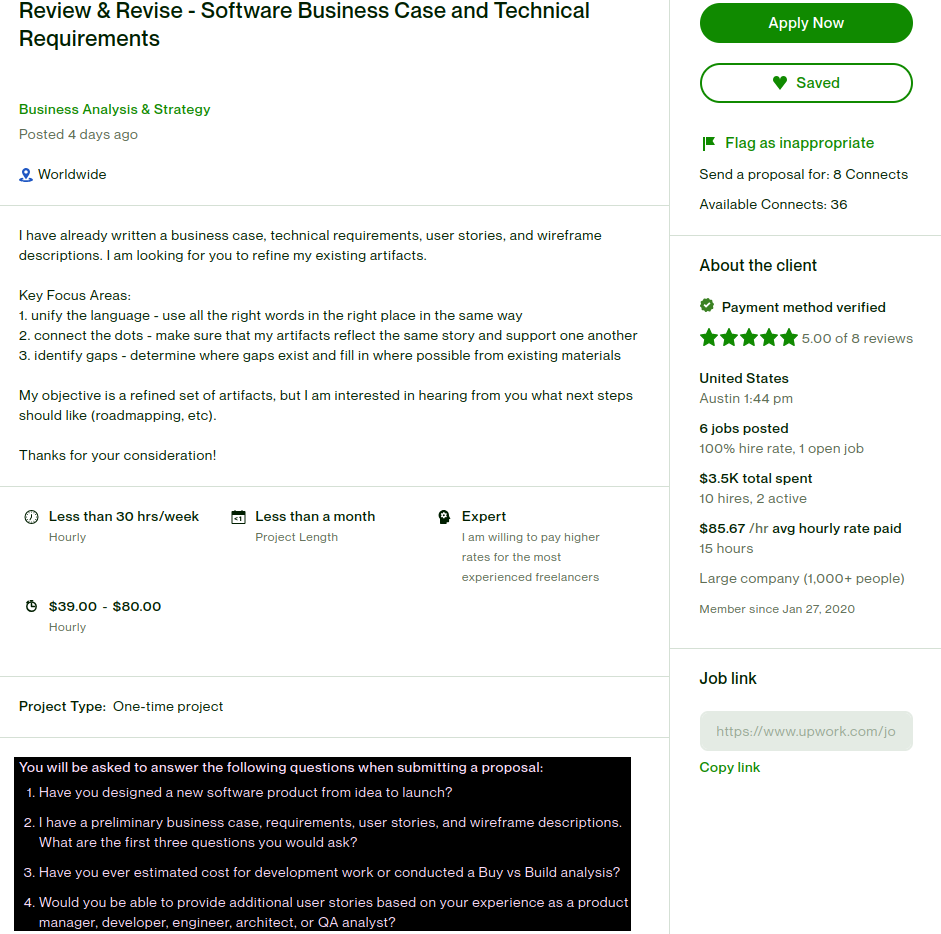 Review & Revise - Software Business Case and Technical
Requirements
Business Analysis & Strategy
Posted 4 days ago
Worldwide
I have already written a business case, technical requirements, user stories, and wireframe
descriptions. I am looking for you to refine my existing artifacts.
Key Focus Areas:
1. unify the language - use all the right words in the right place in the same way
2. connect the dots - make sure that my artifacts reflect the same story and support one another
3. identify gaps - determine where gaps exist and fill in where possible from existing materials
My objective is a refined set of artifacts, but I am interested in hearing from you what next steps
should like (roadmapping, etc).
Thanks for your consideration!
Less than 30 hrs/week
Hourly
Less than a month
Project Length
Expert
I am willing to pay higher
rates for the most
experienced freelancers
$39.00 - $80.00
Hourly
Project Type: One-time project
You will be asked to answer the following questions when submitting a proposal:
1. Have you designed a new software product from idea to launch?
2. I have a preliminary business case, requirements, user stories, and wireframe descriptions.
What are the first three questions you would ask?
3. Have you ever estimated cost for development work or conducted a Buy vs Build analysis?
4. Would you be able to provide additional user stories based on your experience as a product
manager, developer, engineer, architect, or QA analyst?
Apply Now
Saved
Flag as inappropriate
Send a proposal for: 8 Connects
Available Connects: 36
About the client
Payment method verified
5.00 of 8 reviews
United States
Austin 1:44 pm
6 jobs posted
100% hire rate, 1 open job
$3.5K total spent
10 hires, 2 active
$85.67 /hr avg hourly rate paid
15 hours
Large company (1,000+ people)
Member since Jan 27, 2020
Job link
https://www.upwork.com/jo
Copy link